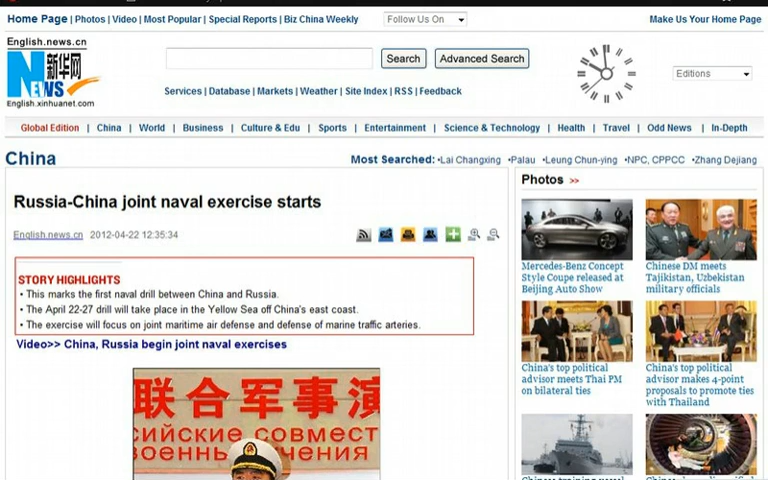 Home Page | Photos | Video | Most Popular | Special Reports | Biz China Weekly
Follow Us On
Make Us Your Home Page
English.news.cn
新华网
NEWS
English.xinhuanet.com
Search
Advanced Search
Editions
Services | Database | Markets | Weather | Site Index | RSS | Feedback
Global Edition | China | World | Business | Culture & Edu | Sports | Entertainment | Science & Technology | Health | Travel | Odd News | In-Depth
China
Most Searched: •Lai Changxing •Palau •Leung Chun-ying •NPC, CPPCC •Zhang Dejiang
Russia-China joint naval exercise starts
English.news.cn 2012-04-22 12:35:34
STORY HIGHLIGHTS
• This marks the first naval drill between China and Russia.
• The April 22-27 drill will take place in the Yellow Sea off China's east coast.
• The exercise will focus on joint maritime air defense and defense of marine traffic arteries.
Video>> China, Russia begin joint naval exercises
联合军事演
сийские совмест
военные учения
Photos >>
Mercedes-Benz Concept
Style Coupe released at
Beijing Auto Show
Chinese DM meets
Tajikistan, Uzbekistan
military officials
China's top political
advisor meets Thai PM
on bilateral ties
China's top political
advisor makes 4-point
proposals to promote ties
with Thailand